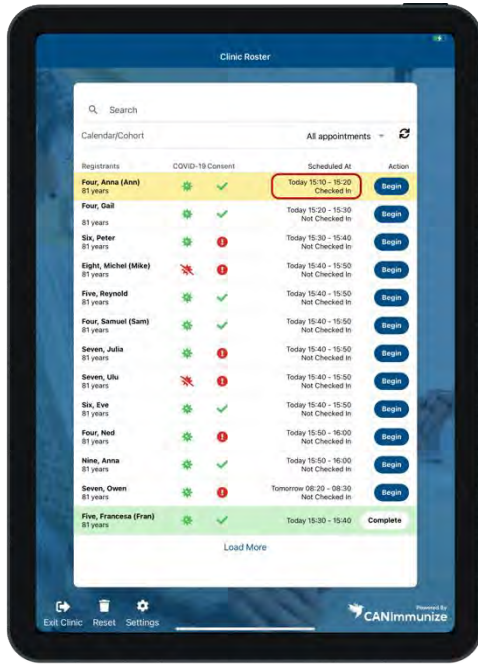 Clinic Roster
Search
Calendar/Cohort All appointments
Registrants COVID-19 Consent Scheduled At Action
Four, Anna (Ann) Today 15:10 - 15:20 Begin
81 years Checked In
Four, Gail Today 15:20 - 15:30 Begin
81 years Not Checked In
Six, Peter Today 15:30 - 15:40 Begin
81 years Not Checked In
Eight, Michel (Mike) Today 15:40 - 15:50 Begin
81 years Not Checked In
Five, Reynold Today 15:40 - 15:50 Begin
81 years Not Checked In
Four, Samuel (Sam) Today 15:40 - 15:50 Begin
81 years Not Checked In
Seven, Julia Today 15:40 - 15:50 Begin
81 years Not Checked In
Seven, Ulu Today 15:40 - 15:50 Begin
81 years Not Checked In
Six, Eve Today 15:40 - 15:50 Begin
81 years Not Checked In
Four, Ned Today 15:50 - 16:00 Begin
81 years Not Checked In
Nine, Anna Today 15:50 - 16:00 Begin
81 years Not Checked In
Seven, Owen Tomorrow 08:20 - 08:30 Begin
81 years Not Checked In
Five, Francesa (Fran) Today 15:30 - 15:40 Complete
81 years
Load More
Exit Clinic Reset Settings
Powered By
CANImmunize